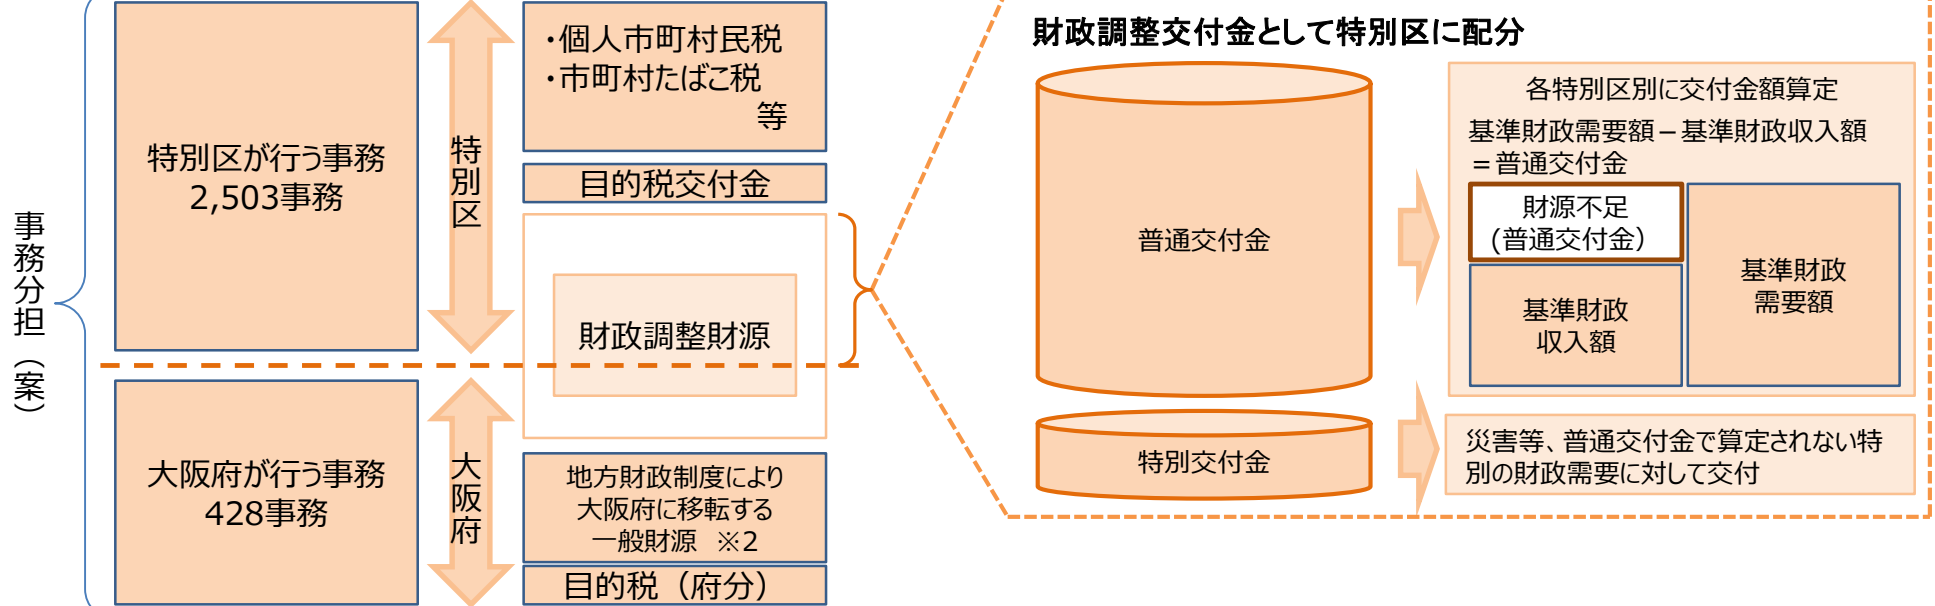 事務分担（案）
特別区が行う事務
2,503事務
大阪府が行う事務
428事務
特別区
大阪府
・個人市町村民税
・市町村たばこ税
等
目的税交付金
財政調整財源
地方財政制度により
大阪府に移転する
一般財源　※2
目的税（府分）
財政調整交付金として特別区に配分
普通交付金
特別交付金
各特別区別に交付金額算定
基準財政需要額－基準財政収入額
＝普通交付金
財源不足
(普通交付金）
基準財政
収入額
基準財政
需要額
災害等、普通交付金で算定されない特
別の財政需要に対して交付